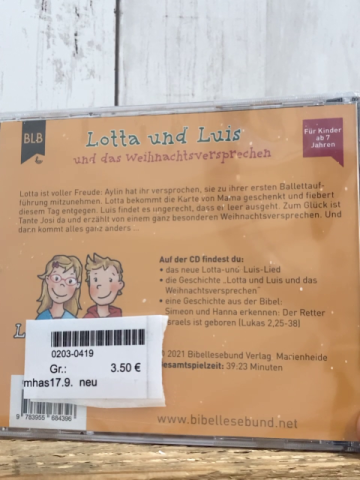 BLB
Lotta und Luis
und das Weihnachtsversprechen
Für Kinder
ab 7
Jahren
Lotta ist voller Freude: Aylin hat ihr versprochen, sie zu ihrer ersten Ballettauf-
führung mitzunehmen. Lotta bekommt die Karte von Mama geschenkt und fiebert
diesem Tag entgegen. Luis findet es ungerecht, dass er leer ausgeht. Zum Glück ist
Tante Josi da und erzählt von einem ganz besonderen Weihnachtsversprechen. Und
dann kommt alles ganz anders ...
Auf der CD findest du:
• das neue Lotta-und-Luis-Lied
• die Geschichte „Lotta und Luis und das
Weihnachtsversprechen“
• eine Geschichte aus der Bibel:
Simeon und Hanna erkennen: Der Retter
Israels ist geboren (Lukas 2,25-38)
© 2021 Bibellesebund Verlag Marienheide
Gesamtspielzeit: 39:23 Minuten
0203-0419
Gr.: 3.50 €
mhas17.9. neu
9 783955 684396
www.bibellesebund.net